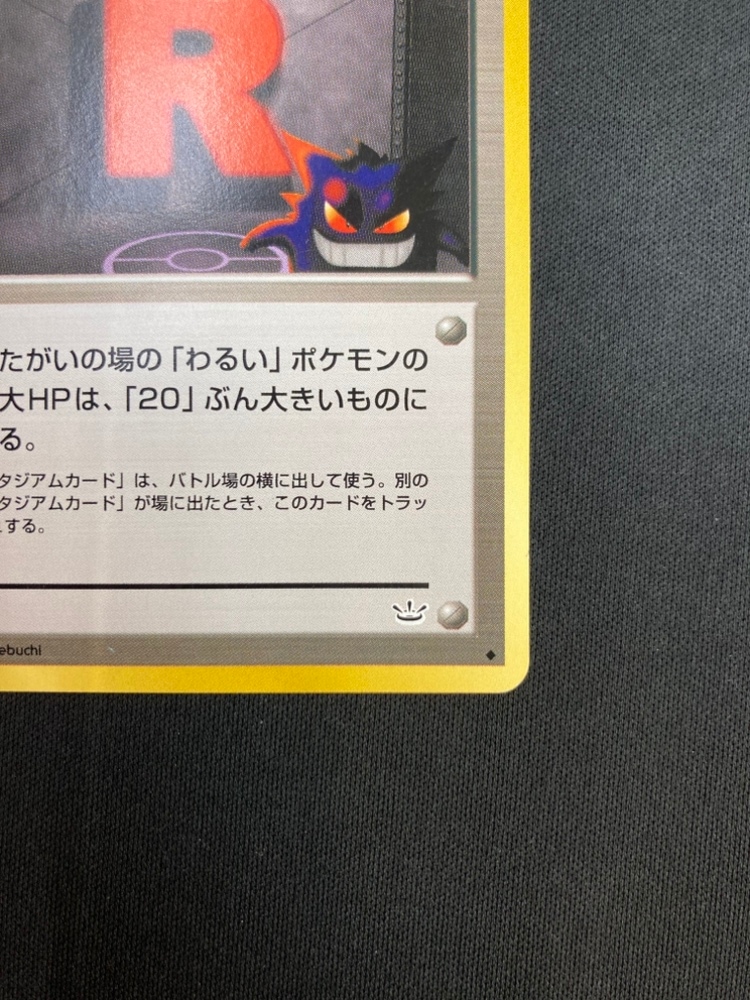 R
たがいの場の「わるい」ポケモンの
大HPは、「20」ぶん大きいものに
る。
タジアムカード」は、バトル場の横に出して使う。別の
タジアムカード」が場に出たとき、このカードをトラッ
する。
ebuchi